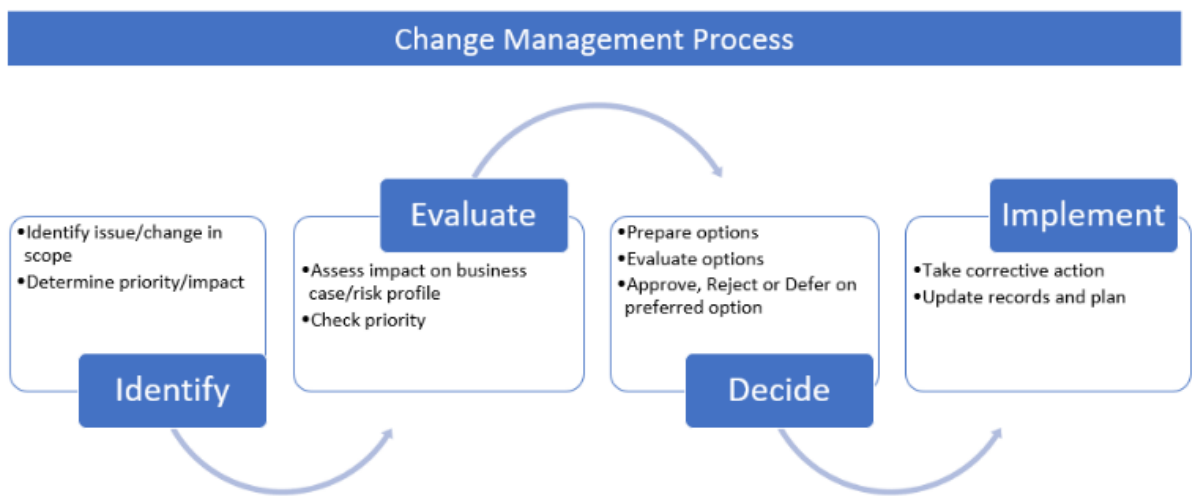 Change Management Process
•Identify issue/change in
scope
•Determine priority/impact
Identify
Evaluate
•Assess impact on business
case/risk profile
•Check priority
•Prepare options
•Evaluate options
•Approve, Reject or Defer on
preferred option
Decide
Implement
•Take corrective action
•Update records and plan